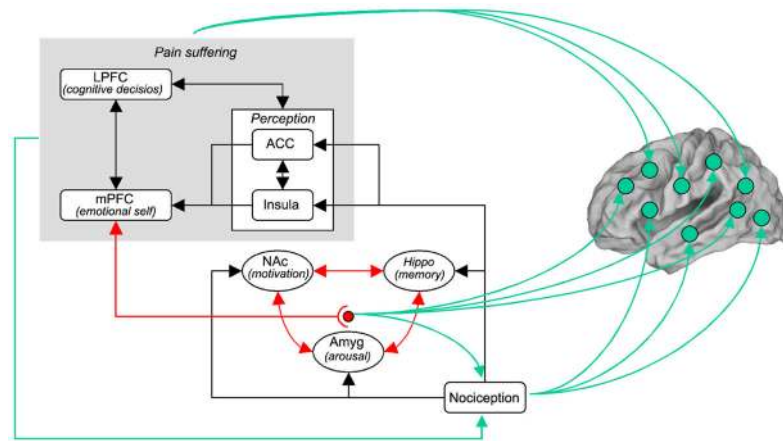 Pain suffering
LPFC
(cognitive decisios)
Perception
ACC
mPFC
(emotional self)
Insula
NAc
(motivation)
Hippo
(memory)
Amyg
(arousal)
Nociception